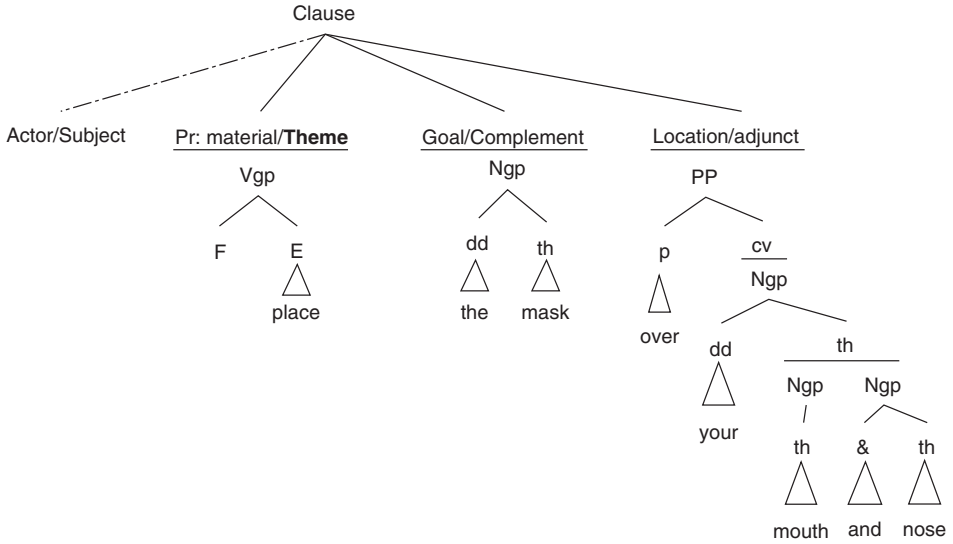 Clause
Actor/Subject Pr: material/Theme Goal/Complement Location/adjunct
Vgp Ngp PP
F E dd th p cv
Ngp
place the mask over
dd th
Ngp Ngp
your
th & th
mouth and nose